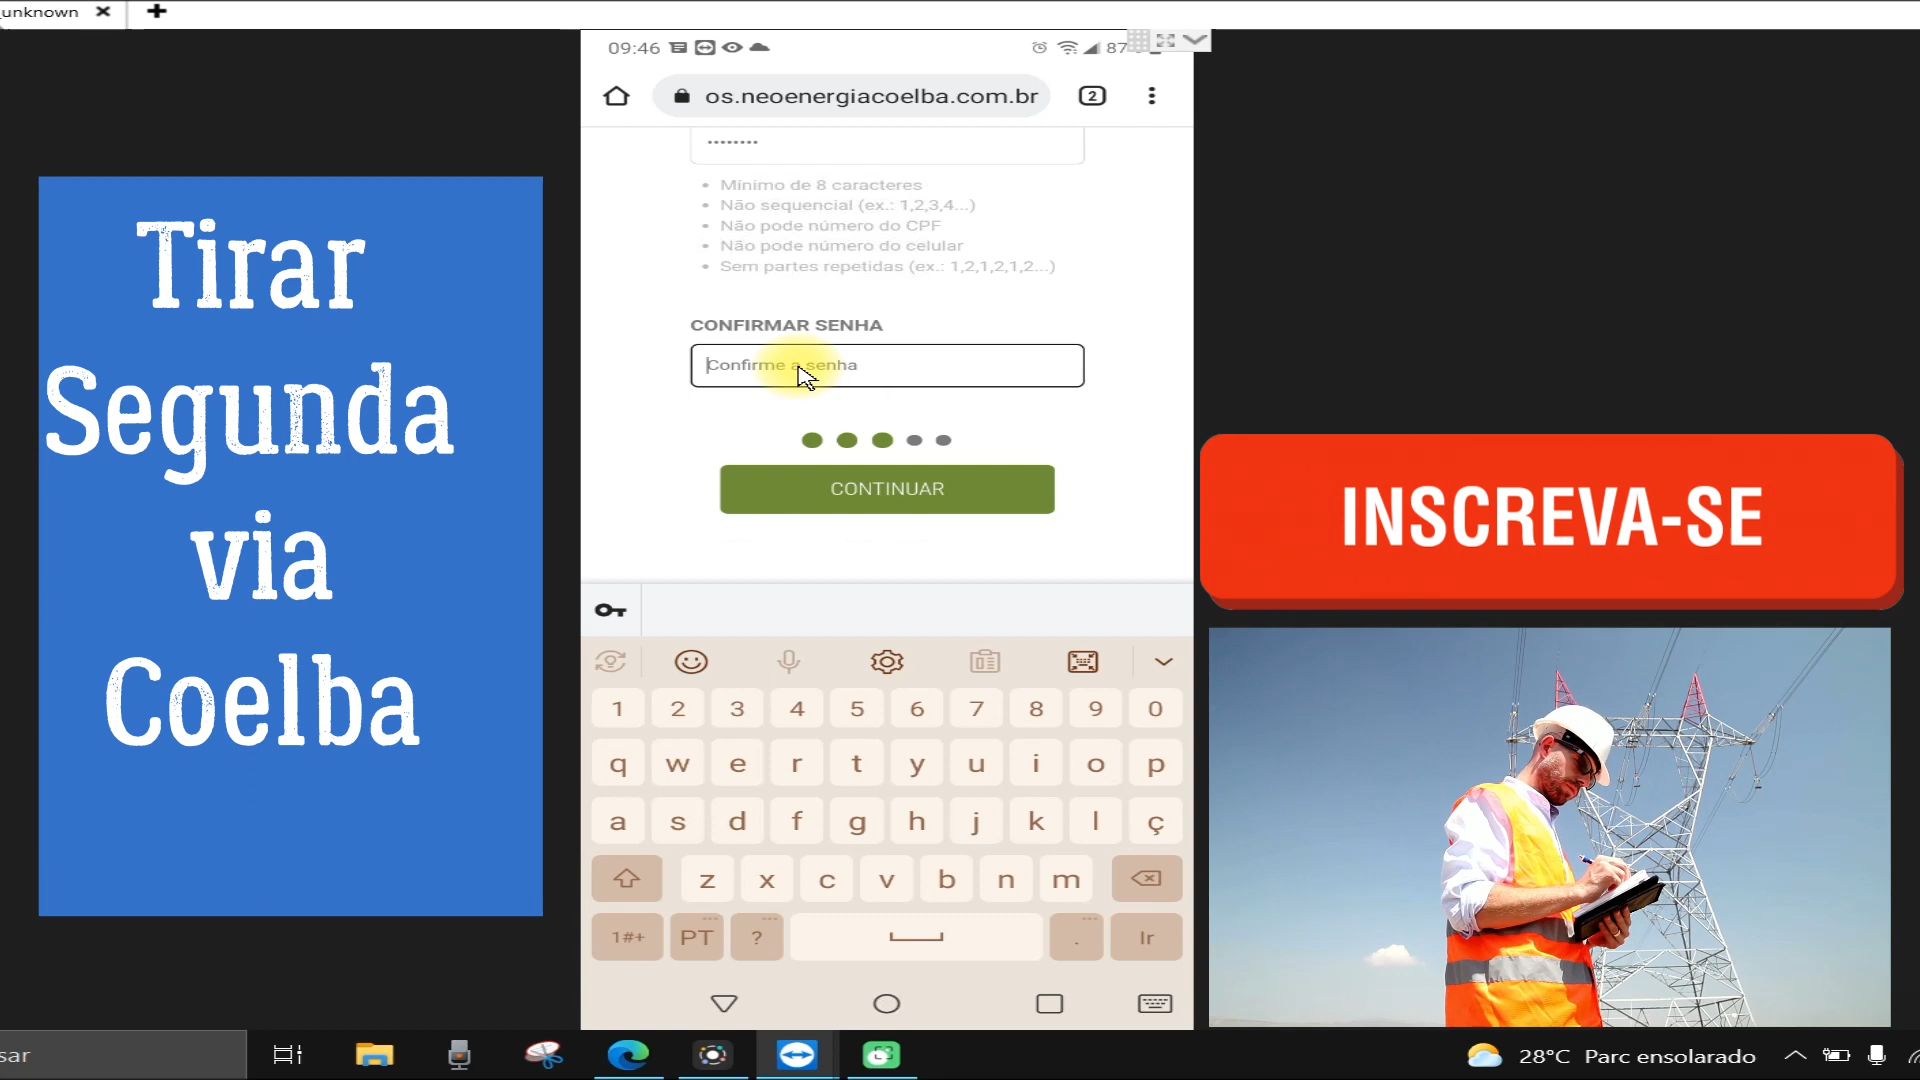 unknown
09:46
87
os.neoenergiacoelba.com.br
2
••••••••
• Mínimo de 8 caracteres
• Não sequencial (ex.: 1,2,3,4...)
• Não pode número do CPF
• Não pode número do celular
• Sem partes repetidas (ex.: 1,2,1,2,1,2...)
CONFIRMAR SENHA
Confirme a senha
CONTINUAR
Tirar
Segunda
via
Coelba
INSCREVA-SE
1 2 3 4 5 6 7 8 9 0
q w e r t y u i o p
a s d f g h j k l ç
z x c v b n m
1#+ PT ? . Ir
sar
28°C Parc ensolarado